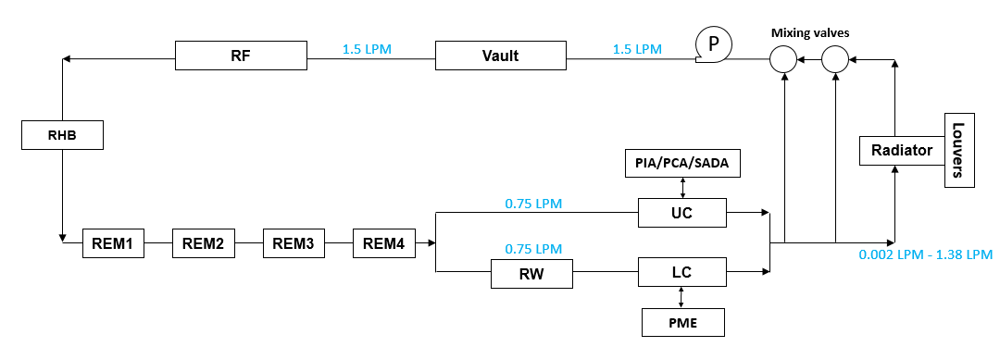 Mixing valves
P
RF
1.5 LPM
Vault
1.5 LPM
RHB
Radiator
Louvers
PIA/PCA/SADA
0.75 LPM
UC
REM1
REM2
REM3
REM4
0.75 LPM
0.002 LPM - 1.38 LPM
RW
LC
PME